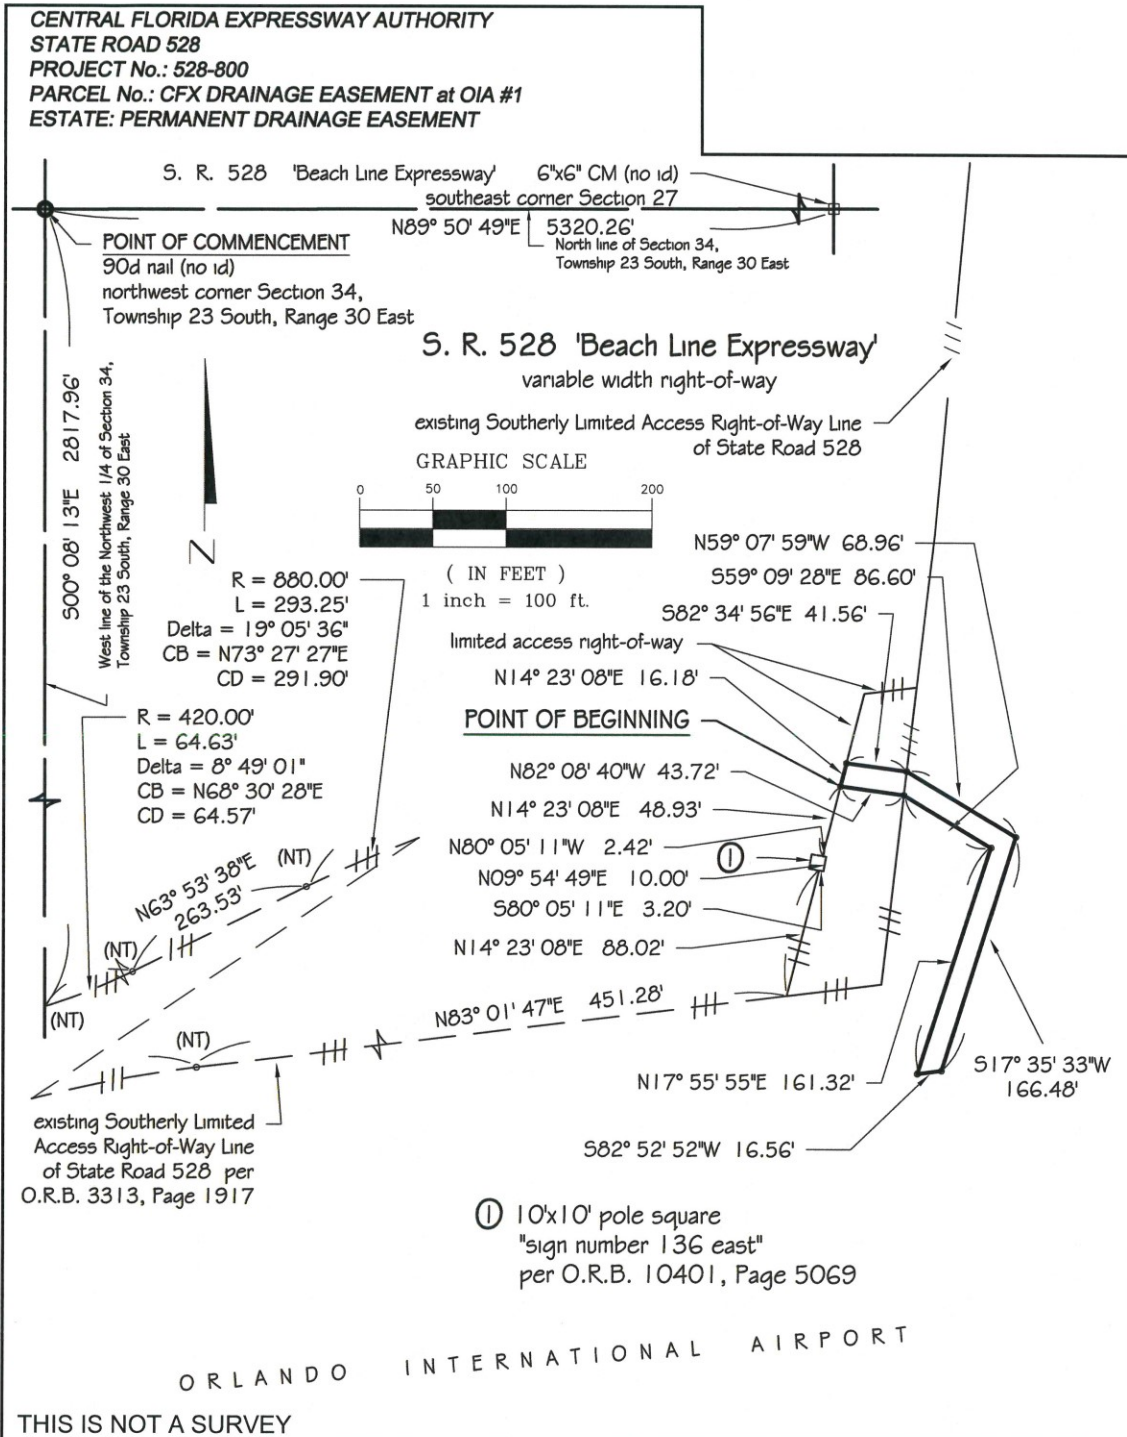 CENTRAL FLORIDA EXPRESSWAY AUTHORITY
STATE ROAD 528
PROJECT No.: 528-800
PARCEL No.: CFX DRAINAGE EASEMENT at OIA #1
ESTATE: PERMANENT DRAINAGE EASEMENT
S. R. 528 'Beach Line Expressway'
6"x6" CM (no id)
southeast corner Section 27
N89° 50' 49"E 5320.26'
North line of Section 34,
Township 23 South, Range 30 East
POINT OF COMMENCEMENT
90d nail (no id)
northwest corner Section 34,
Township 23 South, Range 30 East
S00° 08' 13"E 2817.96'
West line of the Northwest 1/4 of Section 34,
Township 23 South, Range 30 East
S. R. 528 'Beach Line Expressway'
variable width right-of-way
existing Southerly Limited Access Right-of-Way Line
of State Road 528
GRAPHIC SCALE
0 50 100 200
( IN FEET )
1 inch = 100 ft.
N
R = 880.00'
L = 293.25'
Delta = 19° 05' 36"
CB = N73° 27' 27"E
CD = 291.90'
R = 420.00'
L = 64.63'
Delta = 8° 49' 01"
CB = N68° 30' 28"E
CD = 64.57'
N59° 07' 59"W 68.96'
S59° 09' 28"E 86.60'
S82° 34' 56"E 41.56'
limited access right-of-way
N14° 23' 08"E 16.18'
POINT OF BEGINNING
N82° 08' 40"W 43.72'
N14° 23' 08"E 48.93'
N80° 05' 11"W 2.42'
1
N09° 54' 49"E 10.00'
S80° 05' 11"E 3.20'
N14° 23' 08"E 88.02'
N63° 53' 38"E
263.53'
(NT)
(NT)
(NT)
(NT)
N83° 01' 47"E 451.28'
N17° 55' 55"E 161.32'
S17° 35' 33"W
166.48'
S82° 52' 52"W 16.56'
existing Southerly Limited
Access Right-of-Way Line
of State Road 528 per
O.R.B. 3313, Page 1917
1 10'x10' pole square
"sign number 136 east"
per O.R.B. 10401, Page 5069
ORLANDO INTERNATIONAL AIRPORT
THIS IS NOT A SURVEY